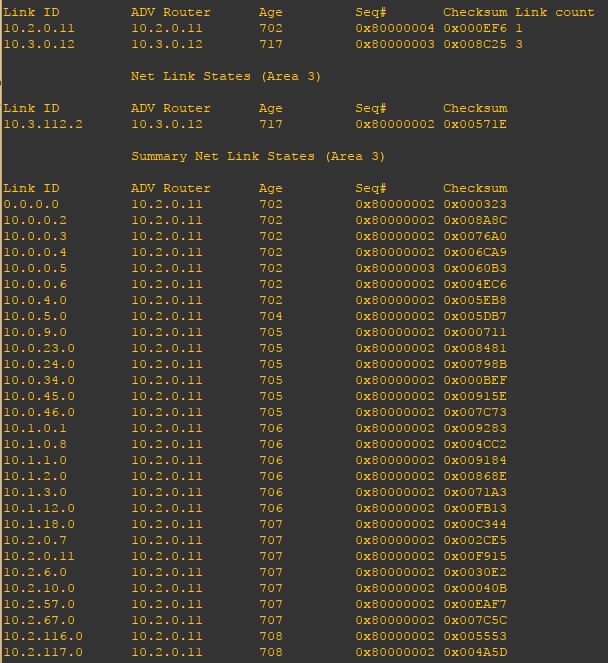 Link ID ADV Router Age Seq# Checksum Link count
10.2.0.11 10.2.0.11 702 0x80000004 0x000EF6 1
10.3.0.12 10.3.0.12 717 0x80000003 0x008C25 3
Net Link States (Area 3)
Link ID ADV Router Age Seq# Checksum
10.3.112.2 10.3.0.12 717 0x80000002 0x00571E
Summary Net Link States (Area 3)
Link ID ADV Router Age Seq# Checksum
0.0.0.0 10.2.0.11 702 0x80000002 0x000323
10.0.0.2 10.2.0.11 702 0x80000002 0x008A8C
10.0.0.3 10.2.0.11 702 0x80000002 0x0076A0
10.0.0.4 10.2.0.11 702 0x80000002 0x006CA9
10.0.0.5 10.2.0.11 702 0x80000003 0x0060B3
10.0.0.6 10.2.0.11 702 0x80000002 0x004EC6
10.0.4.0 10.2.0.11 702 0x80000002 0x005EB8
10.0.5.0 10.2.0.11 704 0x80000002 0x005DB7
10.0.9.0 10.2.0.11 705 0x80000002 0x000711
10.0.23.0 10.2.0.11 705 0x80000002 0x008481
10.0.24.0 10.2.0.11 705 0x80000002 0x00798B
10.0.34.0 10.2.0.11 705 0x80000002 0x000BEF
10.0.45.0 10.2.0.11 705 0x80000002 0x00915E
10.0.46.0 10.2.0.11 705 0x80000002 0x007C73
10.1.0.1 10.2.0.11 706 0x80000002 0x009283
10.1.0.8 10.2.0.11 706 0x80000002 0x004CC2
10.1.1.0 10.2.0.11 706 0x80000002 0x009184
10.1.2.0 10.2.0.11 706 0x80000002 0x00868E
10.1.3.0 10.2.0.11 706 0x80000002 0x0071A3
10.1.12.0 10.2.0.11 706 0x80000002 0x00FB13
10.1.18.0 10.2.0.11 707 0x80000002 0x00C344
10.2.0.7 10.2.0.11 707 0x80000002 0x002CE5
10.2.0.11 10.2.0.11 707 0x80000002 0x00F915
10.2.6.0 10.2.0.11 707 0x80000002 0x0030E2
10.2.10.0 10.2.0.11 707 0x80000002 0x00040B
10.2.57.0 10.2.0.11 707 0x80000002 0x00EAF7
10.2.67.0 10.2.0.11 707 0x80000002 0x007C5C
10.2.116.0 10.2.0.11 708 0x80000002 0x005553
10.2.117.0 10.2.0.11 708 0x80000002 0x004A5D